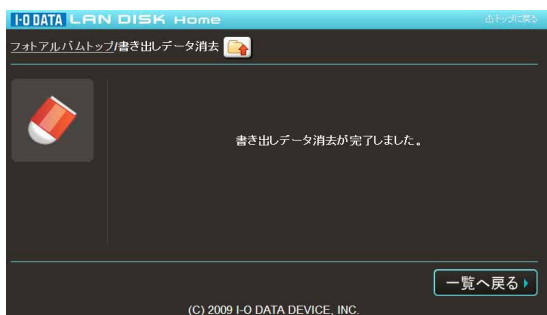 I-O DATA LAN DISK Home
トップに戻る
フォトアルバムトップ/書き出しデータ消去
書き出しデータ消去が完了しました。
一覧へ戻る
(C) 2009 I-O DATA DEVICE, INC.